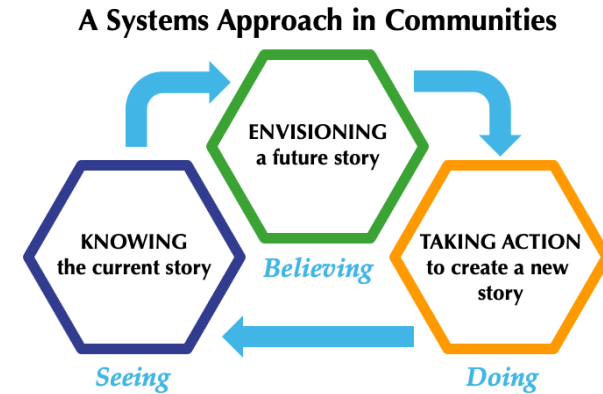 A Systems Approach in Communities
ENVISIONING
a future story
KNOWING
the current story
TAKING ACTION
to create a new
story
Believing
Seeing
Doing